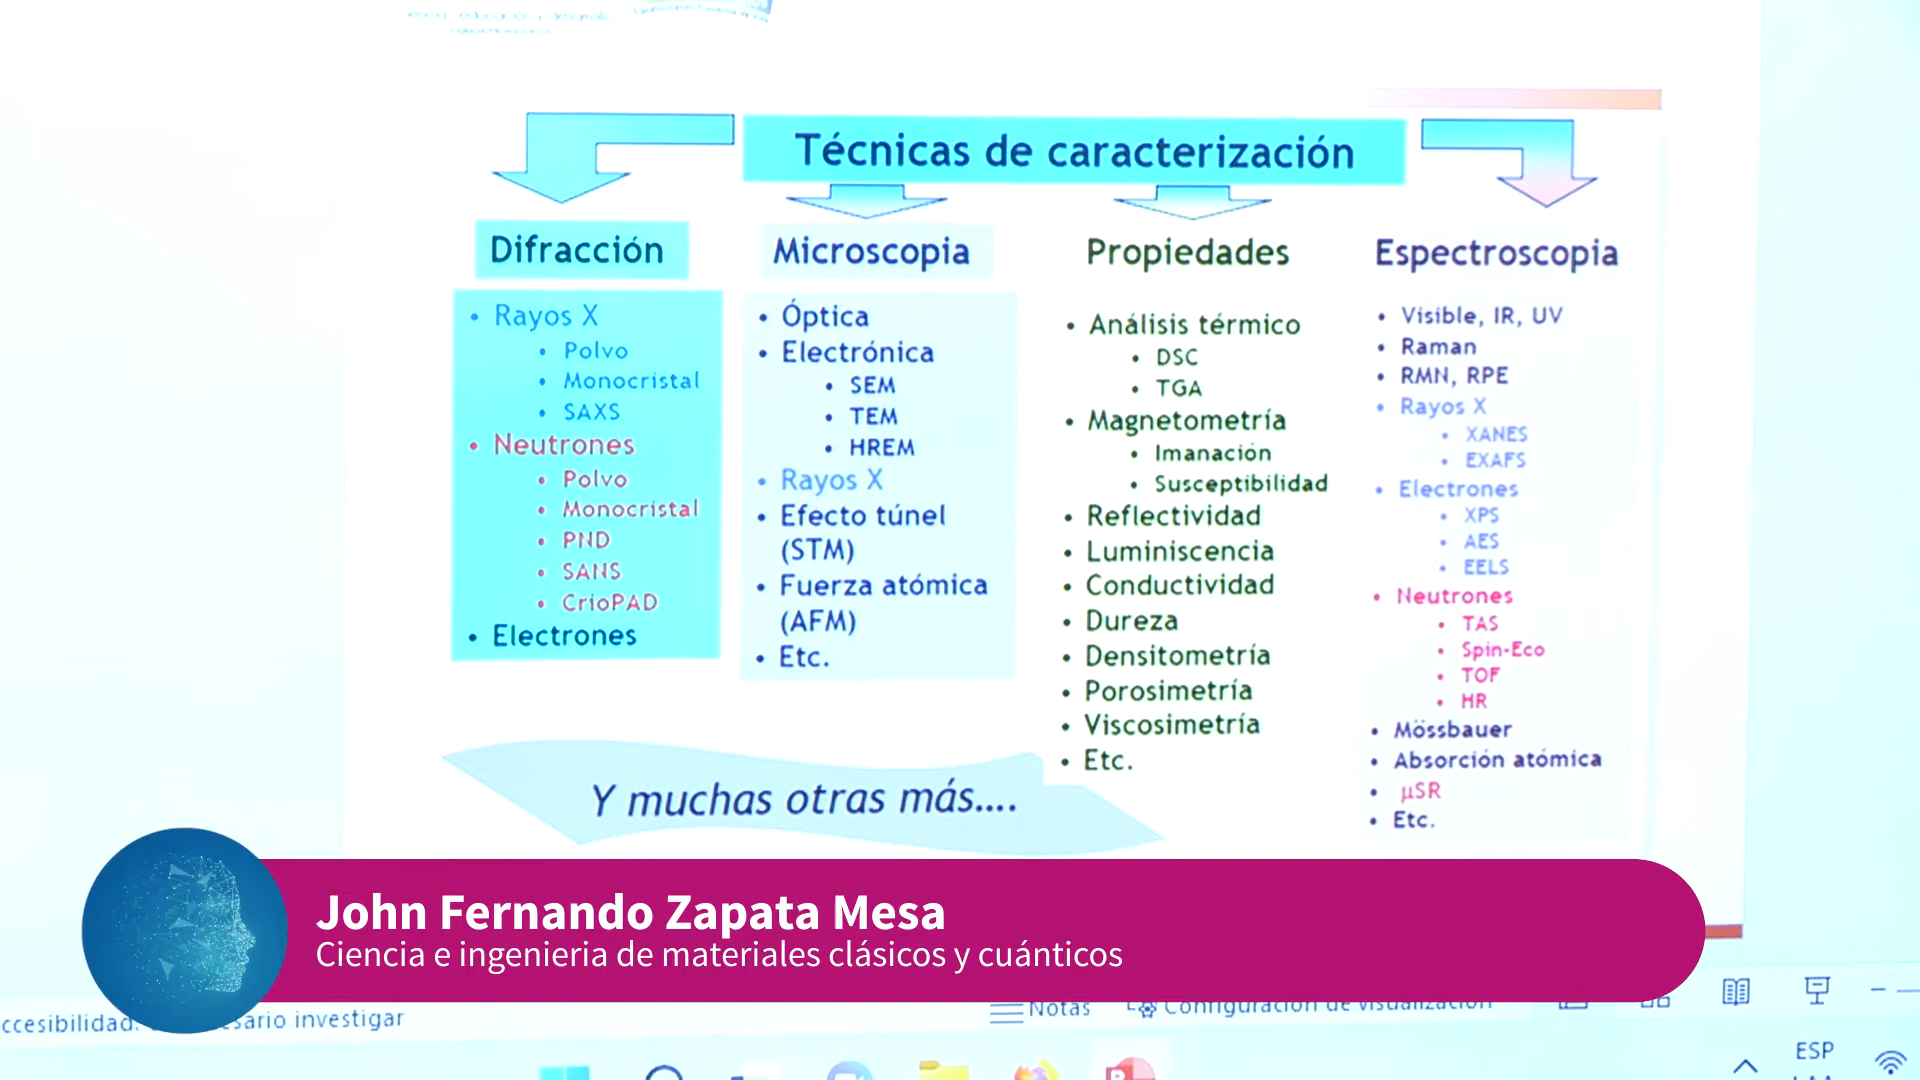 Técnicas de caracterización
Difracción
• Rayos X
• Polvo
• Monocristal
• SAXS
• Neutrones
• Polvo
• Monocristal
• PND
• SANS
• CrioPAD
• Electrones
Microscopia
• Óptica
• Electrónica
• SEM
• TEM
• HREM
• Rayos X
• Efecto túnel
(STM)
• Fuerza atómica
(AFM)
• Etc.
Propiedades
• Análisis térmico
• DSC
• TGA
• Magnetometría
• Imanación
• Susceptibilidad
• Reflectividad
• Luminiscencia
• Conductividad
• Dureza
• Densitometría
• Porosimetría
• Viscosimetría
• Etc.
Espectroscopia
• Visible, IR, UV
• Raman
• RMN, RPE
• Rayos X
• XANES
• EXAFS
• Electrones
• XPS
• AES
• EELS
• Neutrones
• TAS
• Spin-Eco
• TOF
• HR
• Mössbauer
• Absorción atómica
• µSR
• Etc.
Y muchas otras más....
John Fernando Zapata Mesa
Ciencia e ingenieria de materiales clásicos y cuánticos
Notas
Configuración de visualización
investigar
ESP